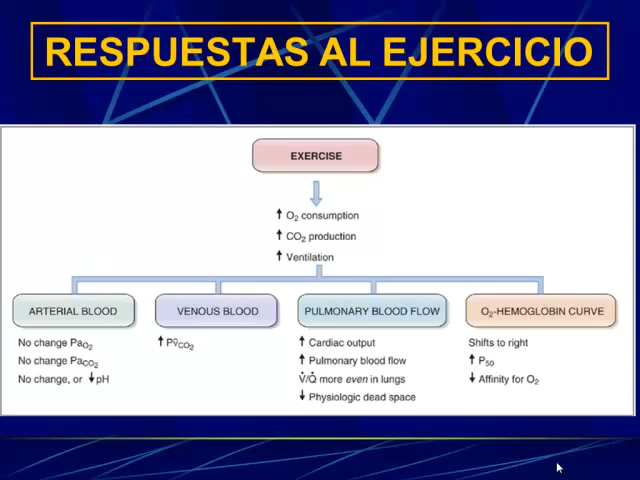 RESPUESTAS AL EJERCICIO
EXERCISE
↑ O₂ consumption
↑ CO₂ production
↑ Ventilation
ARTERIAL BLOOD
No change PaO₂
No change PaCO₂
No change, or ↓pH
VENOUS BLOOD
↑ Pv̄CO₂
PULMONARY BLOOD FLOW
↑ Cardiac output
↑ Pulmonary blood flow
V̇/Q̇ more even in lungs
↓ Physiologic dead space
O₂-HEMOGLOBIN CURVE
Shifts to right
↑ P₅₀
↓ Affinity for O₂